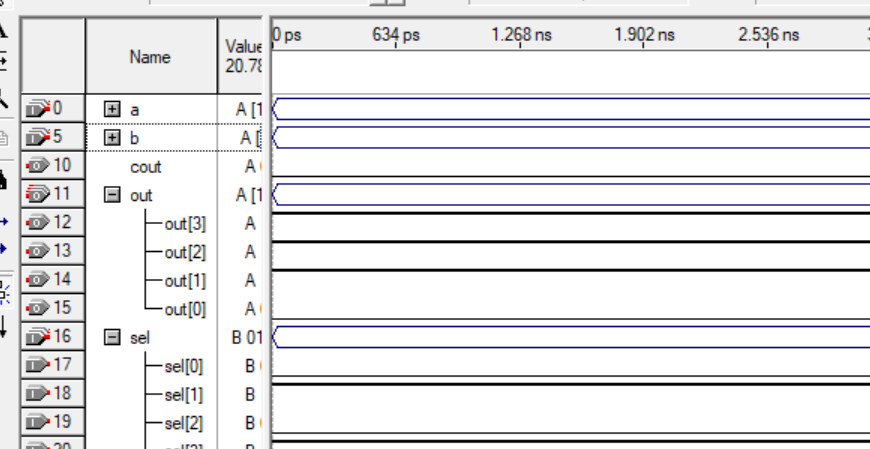 Name
Value
20.78
0 ps
634 ps
1.268 ns
1.902 ns
2.536 ns
0 a A [1
5 b A [
10 cout A
11 out A [1
12 out[3] A
13 out[2] A
14 out[1] A
15 out[0] A
16 sel B 01
17 sel[0] B
18 sel[1] B
19 sel[2] B